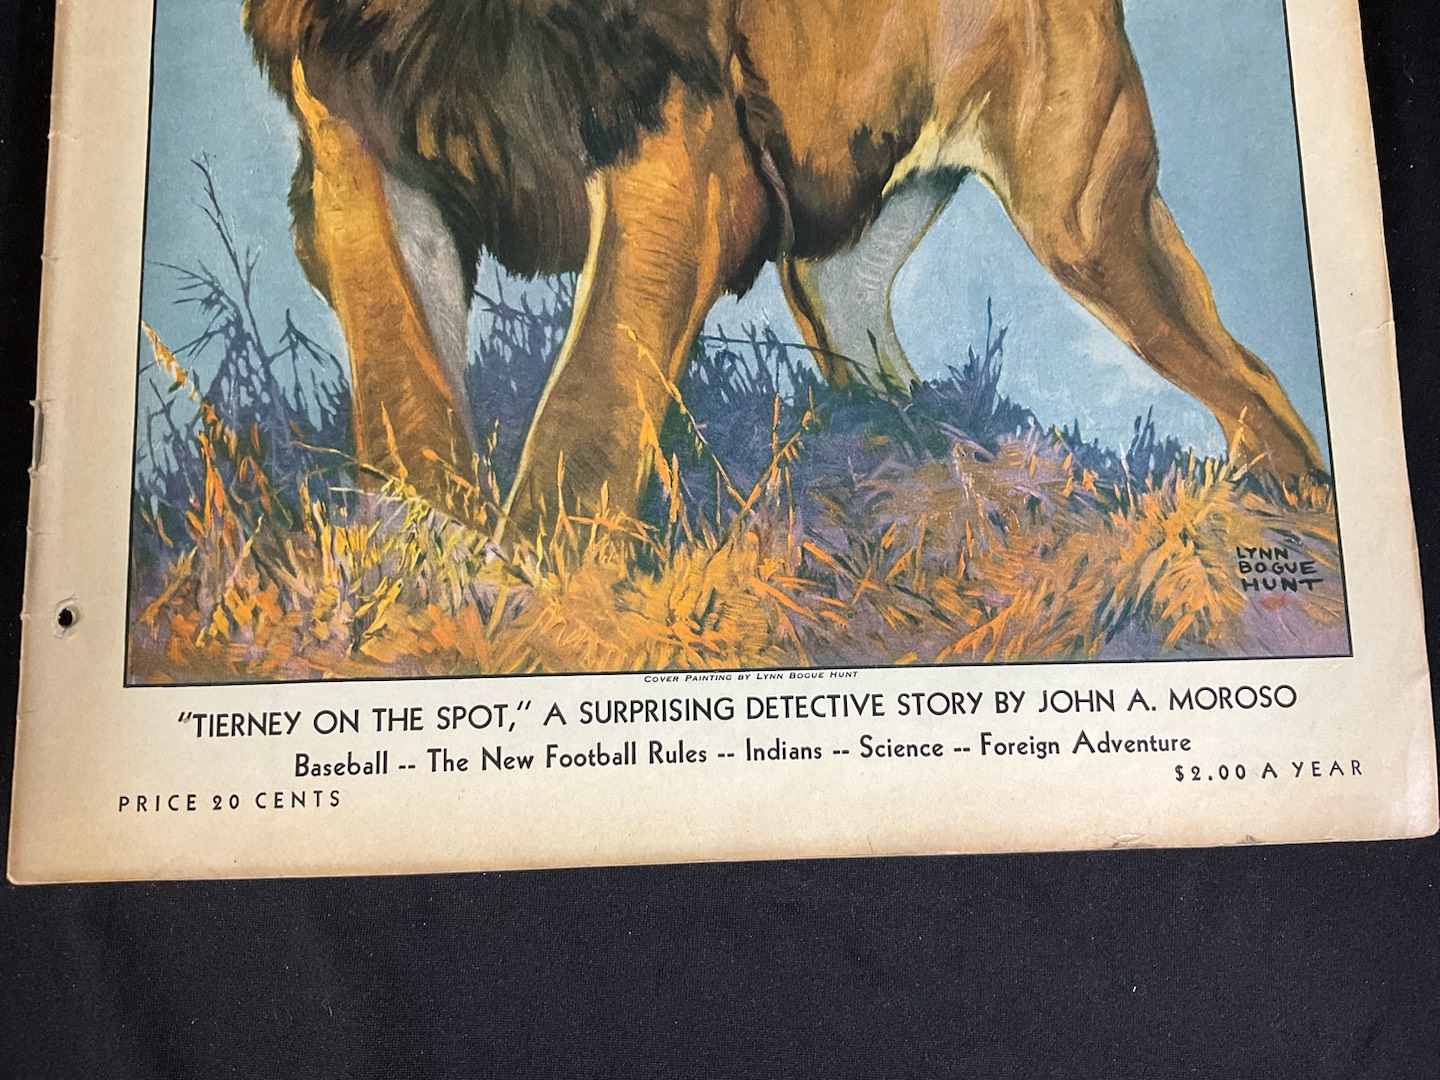 LYNN
BOGUE
HUNT
COVER PAINTING BY LYNN BOGUE HUNT
"TIERNEY ON THE SPOT," A SURPRISING DETECTIVE STORY BY JOHN A. MOROSO
Baseball -- The New Football Rules -- Indians -- Science -- Foreign Adventure
$2.00 A YEAR
PRICE 20 CENTS